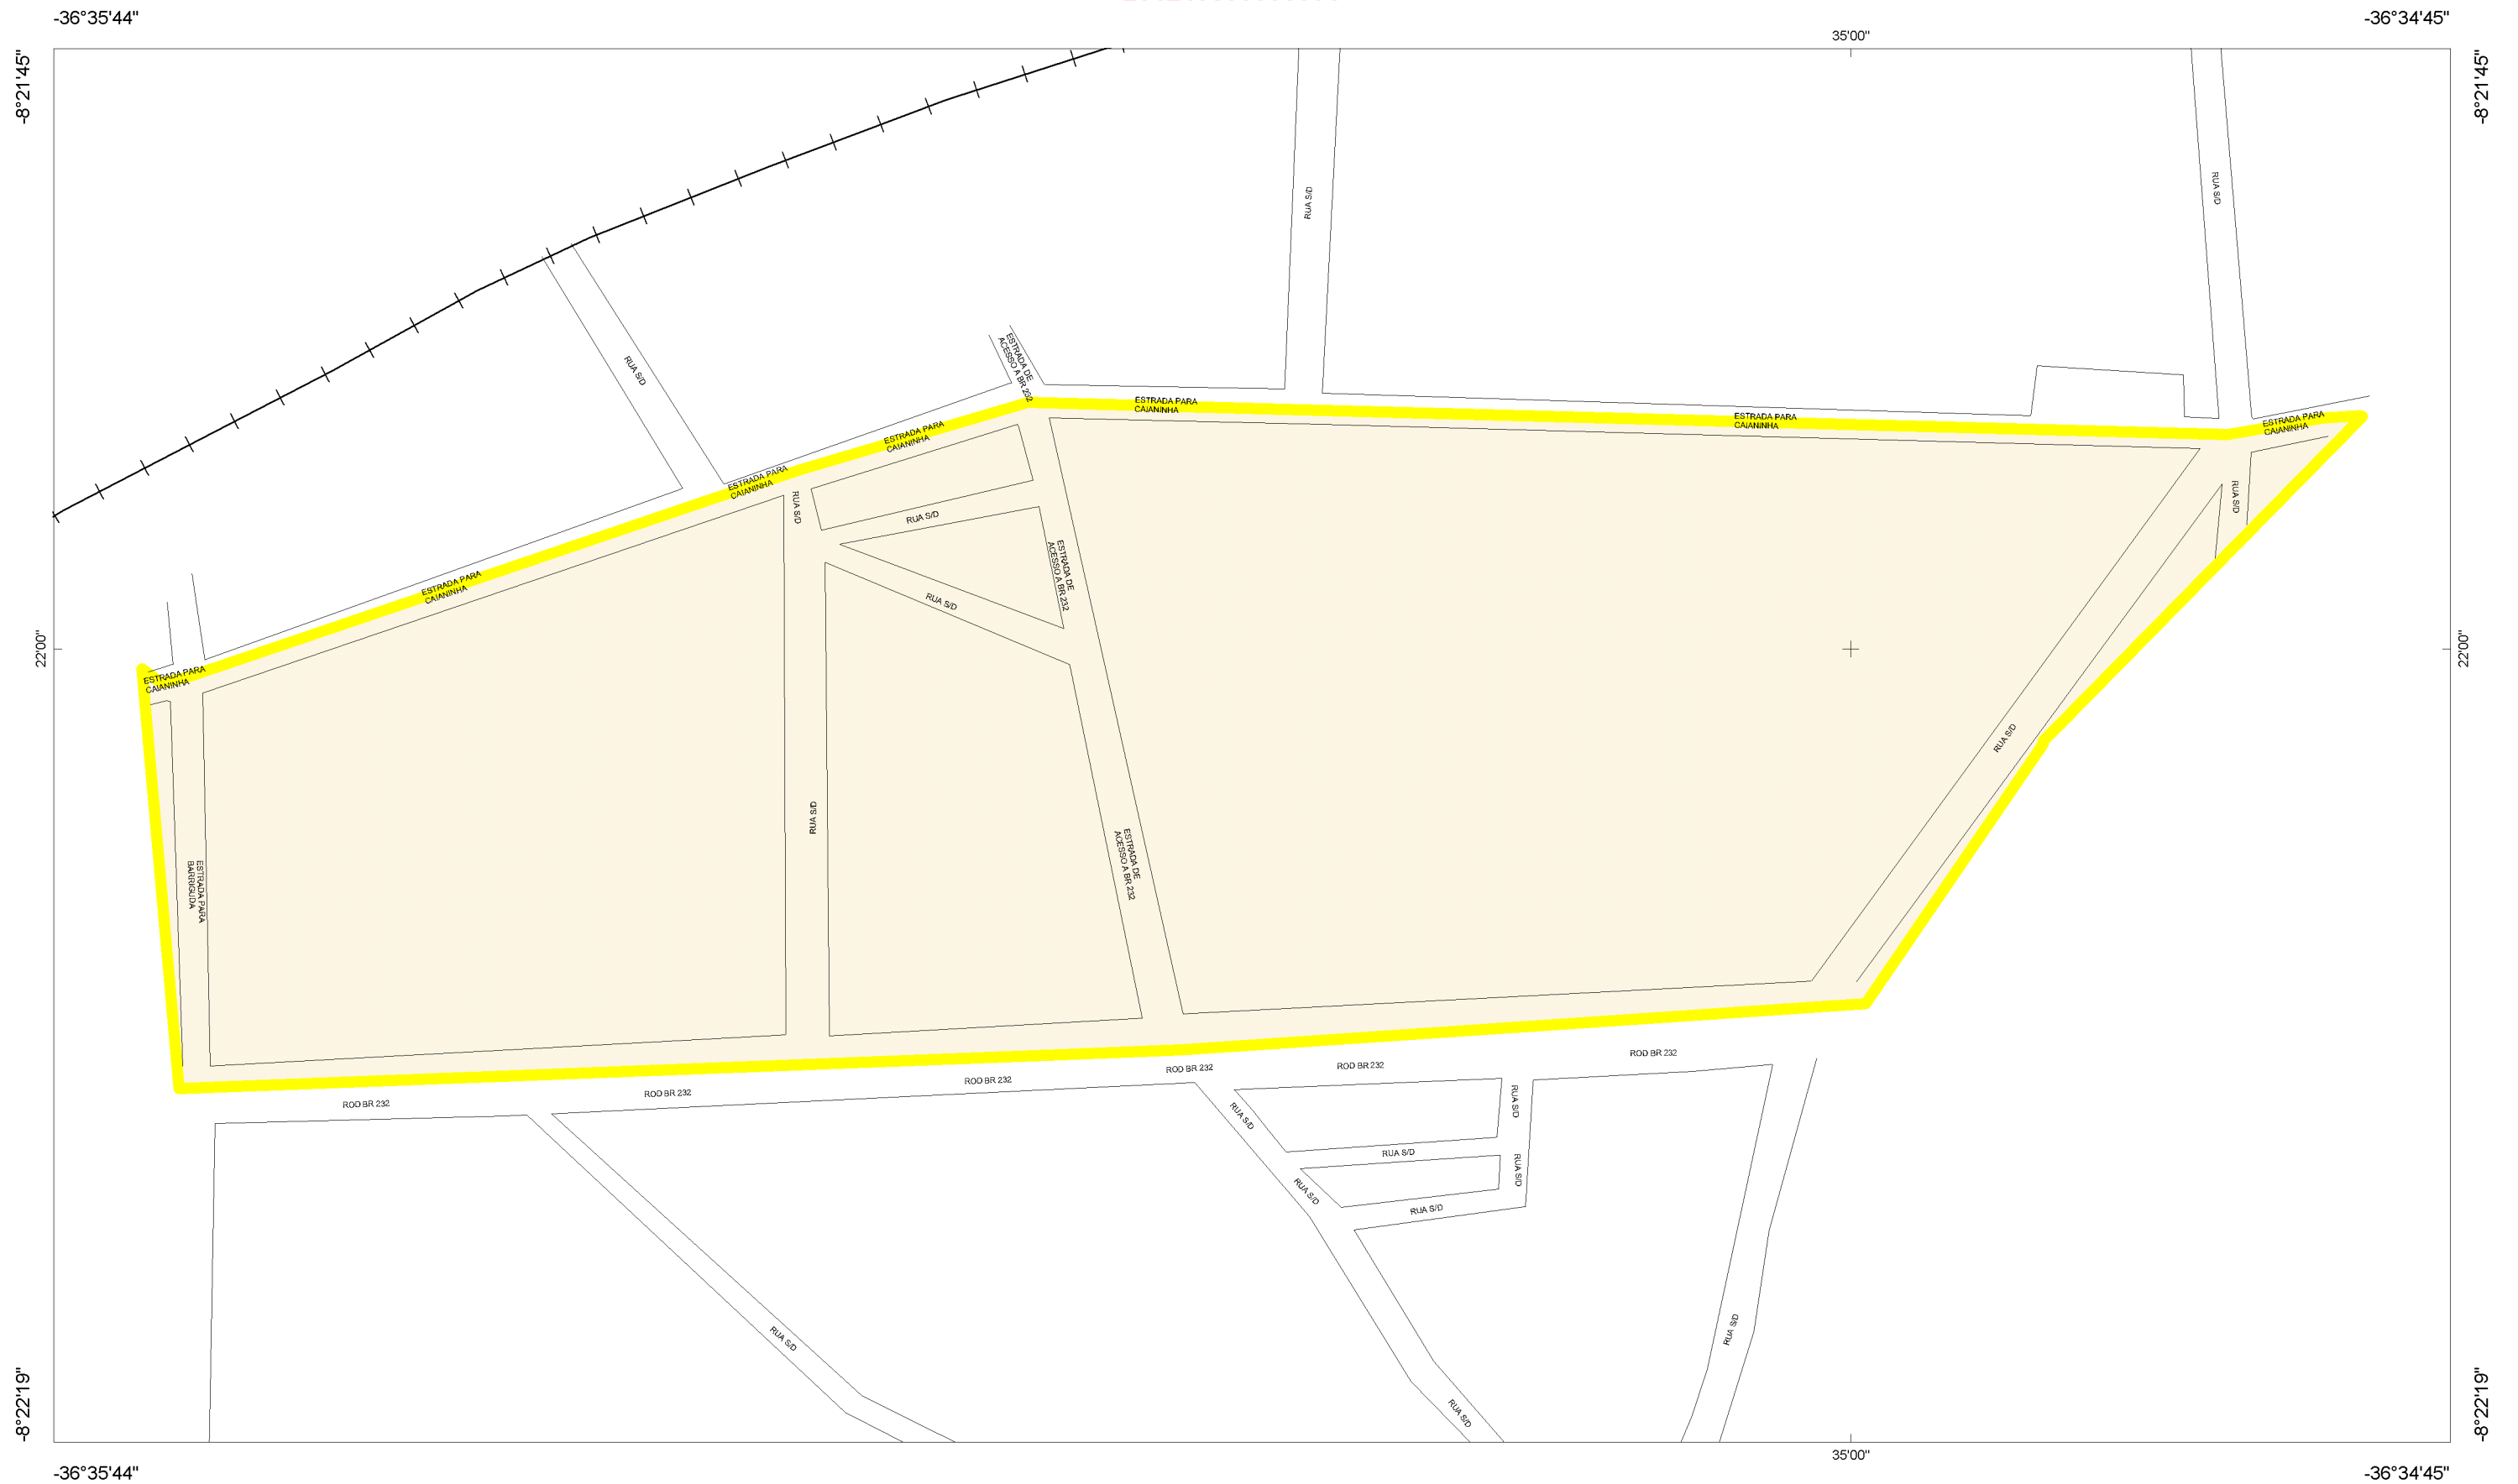 -36°35'44"
-36°34'45"
35'00"
-8°21'45"
-8°21'45"
RUA S/D
RUA S/D
RUA S/D
ESTRADA DE
ACESSO A BR 232
ESTRADA PARA
CAIANINHA
ESTRADA PARA
CAIANINHA
ESTRADA PARA
CAIANINHA
ESTRADA PARA
CAIANINHA
ESTRADA PARA
CAIANINHA
RUA S/D
RUA S/D
RUA S/D
ESTRADA DE
ACESSO A BR 232
ESTRADA PARA
CAIANINHA
RUA S/D
22'00"
22'00"
ESTRADA PARA
CAIANINHA
RUA S/D
RUA S/D
ESTRADA PARA
BARRIGUDA
ESTRADA DE
ACESSO A BR 232
ROD BR 232
ROD BR 232
ROD BR 232
ROD BR 232
ROD BR 232
ROD BR 232
RUA S/D
RUA S/D
RUA S/D
RUA S/D
RUA S/D
RUA S/D
RUA S/D
RUA S/D
RUA S/D
-8°22'19"
-8°22'19"
35'00"
-36°35'44"
-36°34'45"